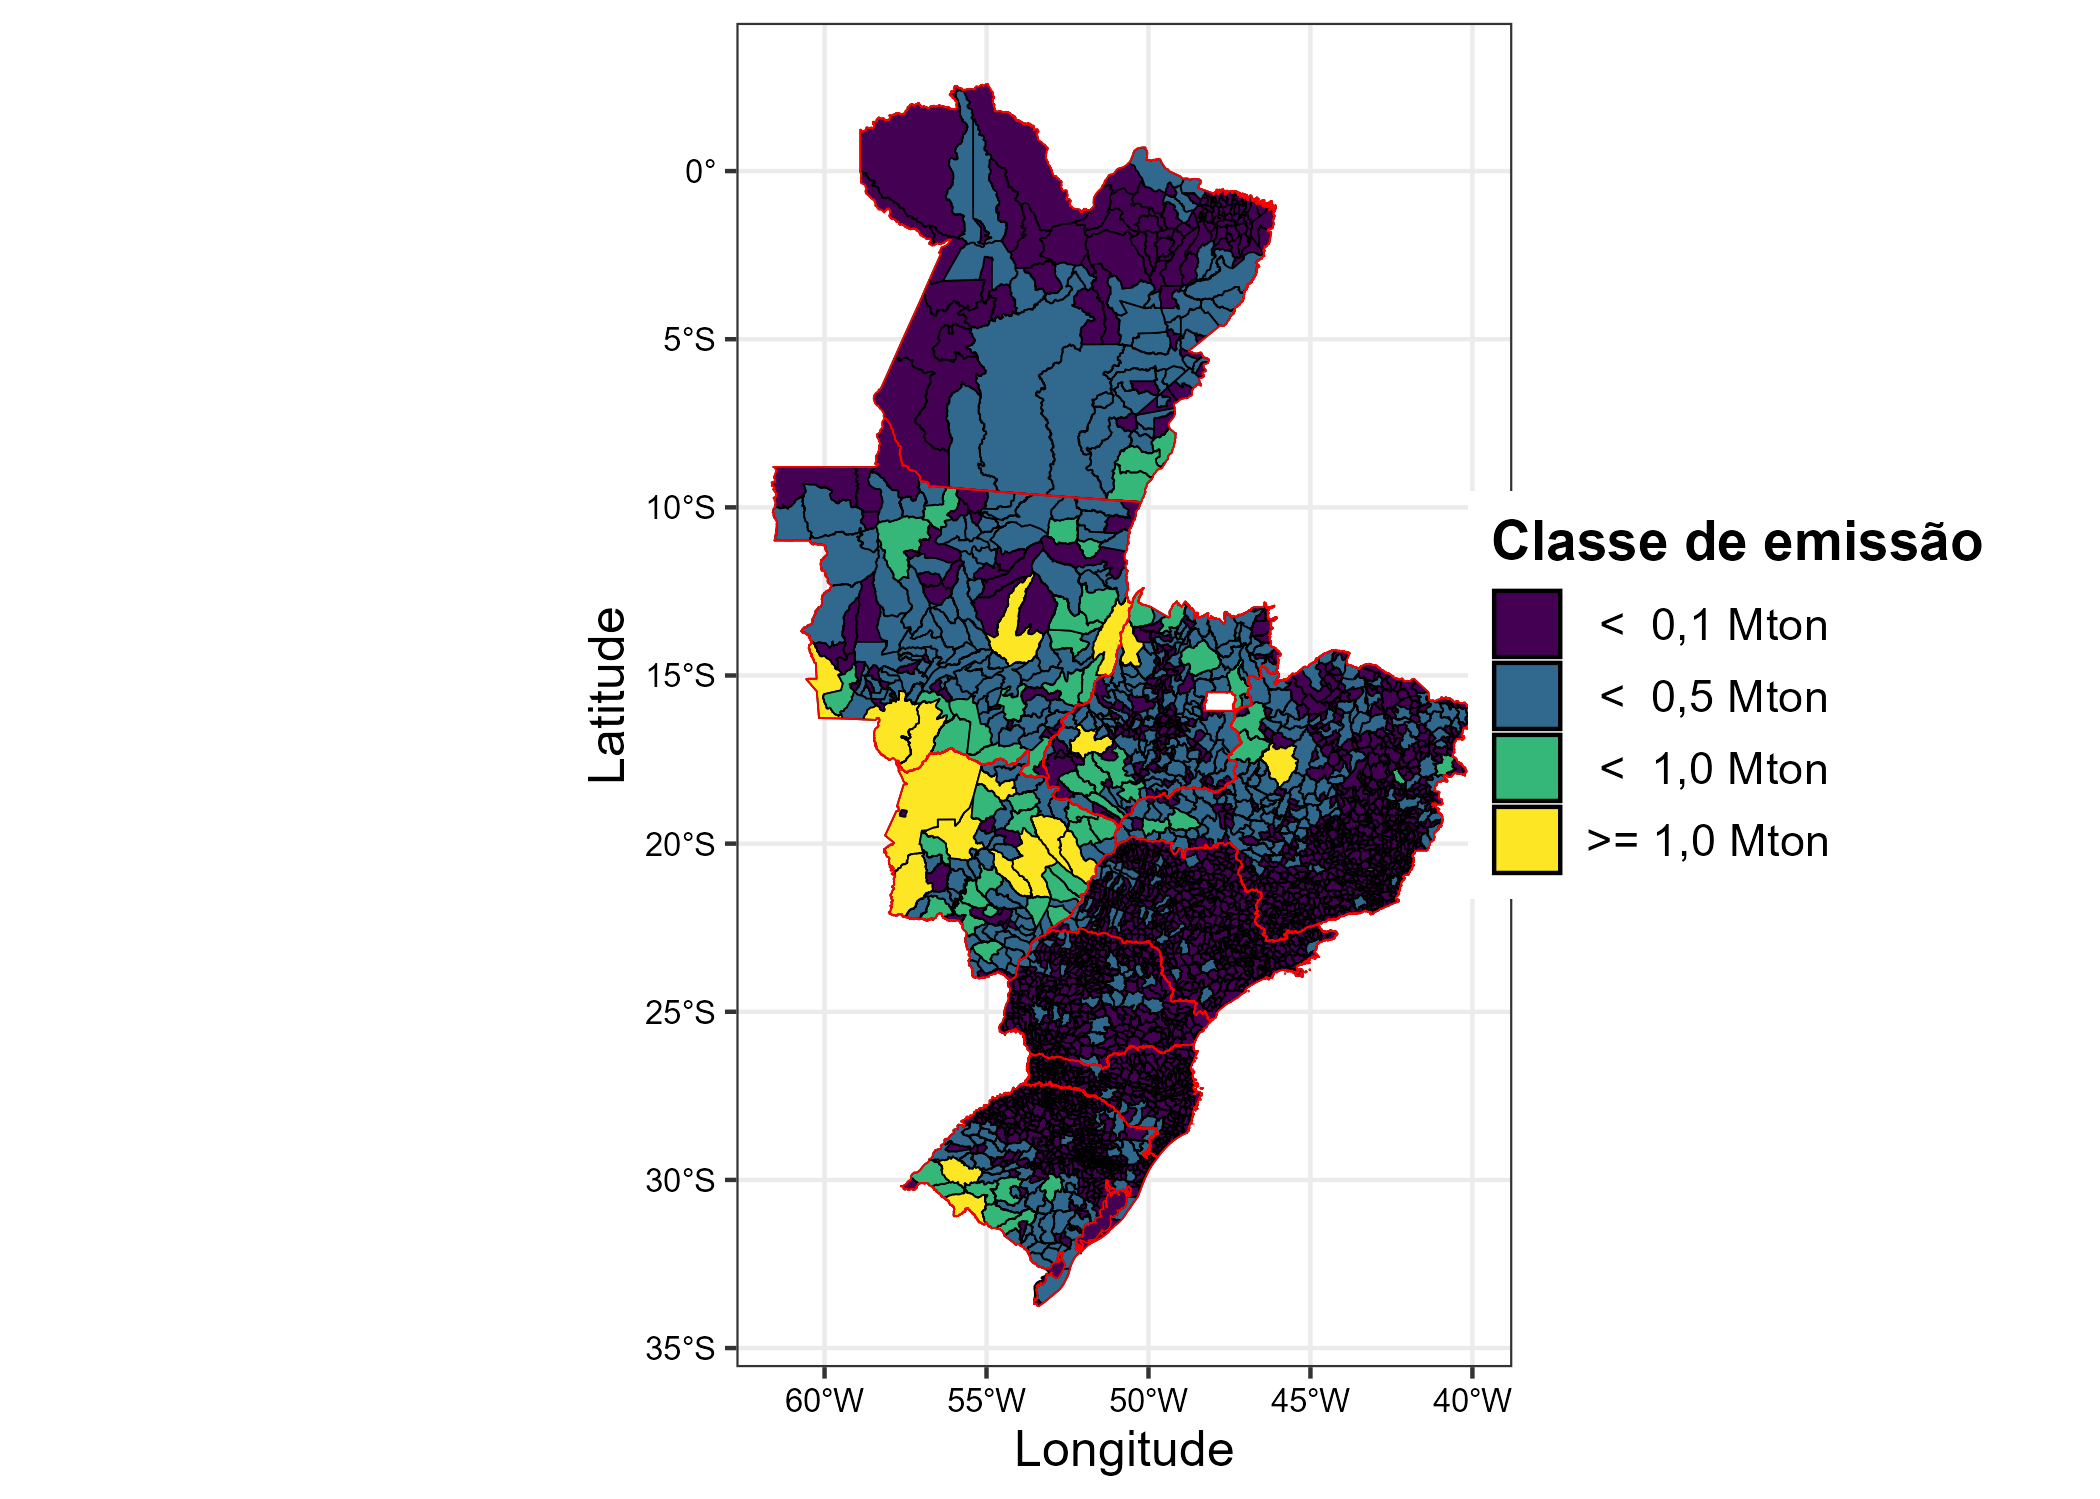 0°
5°S
10°S
15°S
20°S
25°S
30°S
35°S
Latitude
60°W 55°W 50°W 45°W 40°W
Longitude
Classe de emissão
< 0,1 Mton
< 0,5 Mton
< 1,0 Mton
>= 1,0 Mton